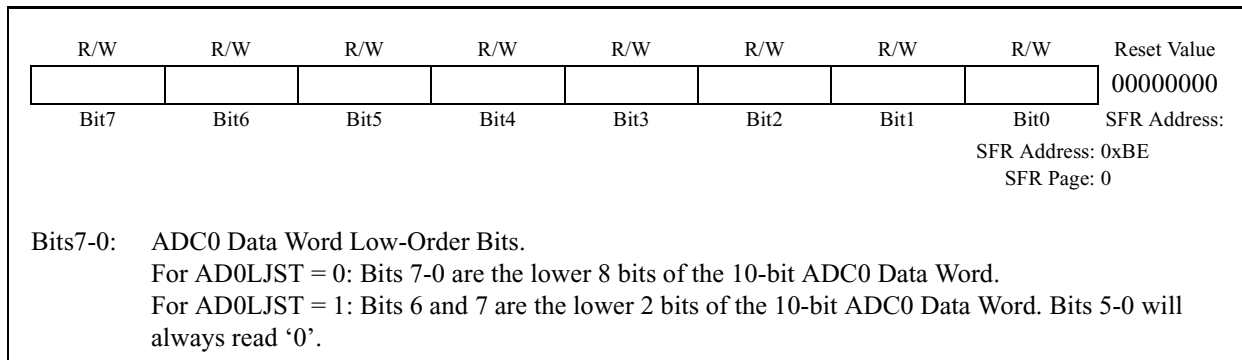 R/W R/W R/W R/W R/W R/W R/W R/W Reset Value
00000000
Bit7 Bit6 Bit5 Bit4 Bit3 Bit2 Bit1 Bit0 SFR Address:
SFR Address: 0xBE
SFR Page: 0
Bits7-0: ADC0 Data Word Low-Order Bits.
For AD0LJST = 0: Bits 7-0 are the lower 8 bits of the 10-bit ADC0 Data Word.
For AD0LJST = 1: Bits 6 and 7 are the lower 2 bits of the 10-bit ADC0 Data Word. Bits 5-0 will
always read ‘0’.